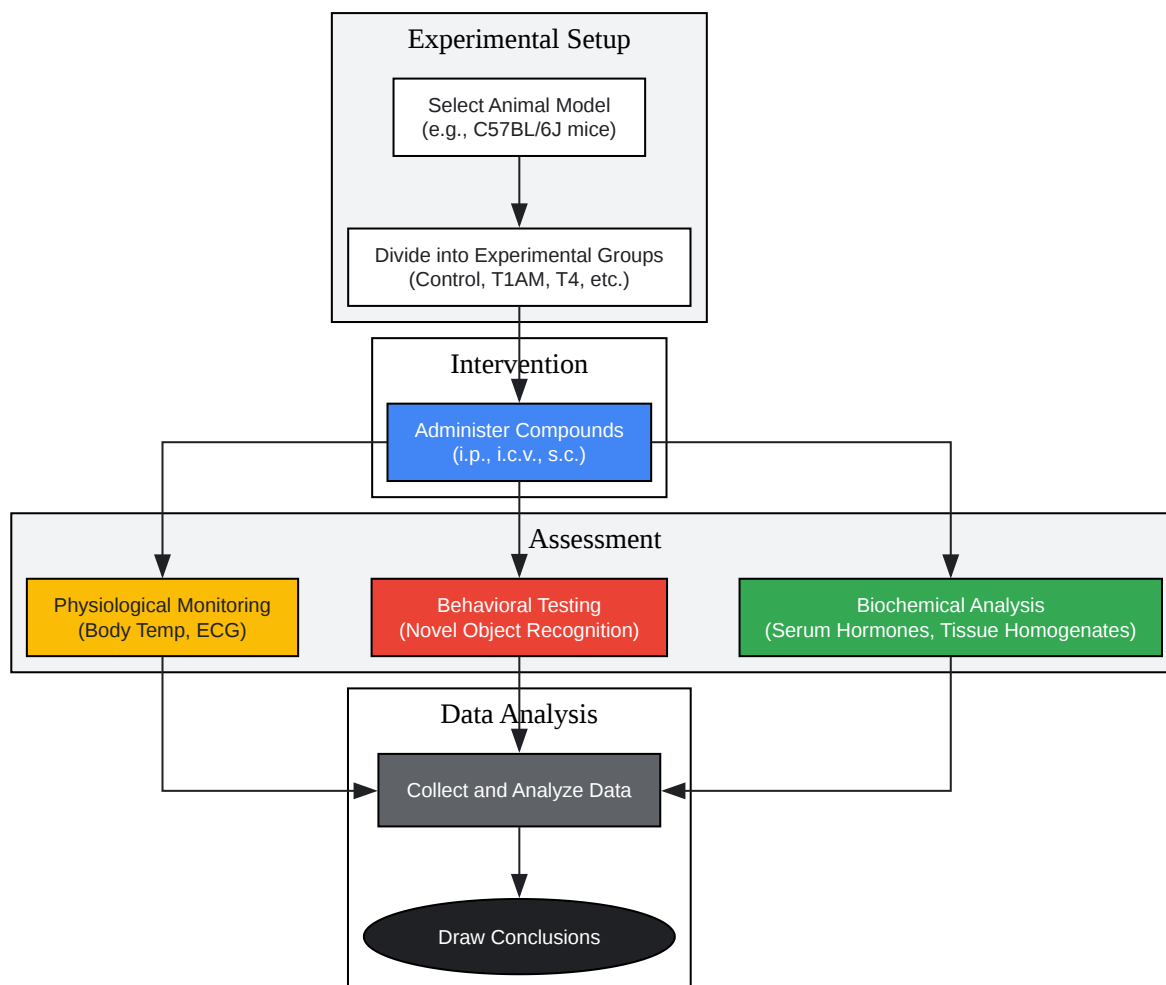 Experimental Setup
Select Animal Model
(e.g., C57BL/6J mice)
Divide into Experimental Groups
(Control, T1AM, T4, etc.)
Intervention
Administer Compounds
(i.p., i.c.v., s.c.)
Assessment
Physiological Monitoring
(Body Temp, ECG)
Behavioral Testing
(Novel Object Recognition)
Biochemical Analysis
(Serum Hormones, Tissue Homogenates)
Data Analysis
Collect and Analyze Data
Draw Conclusions